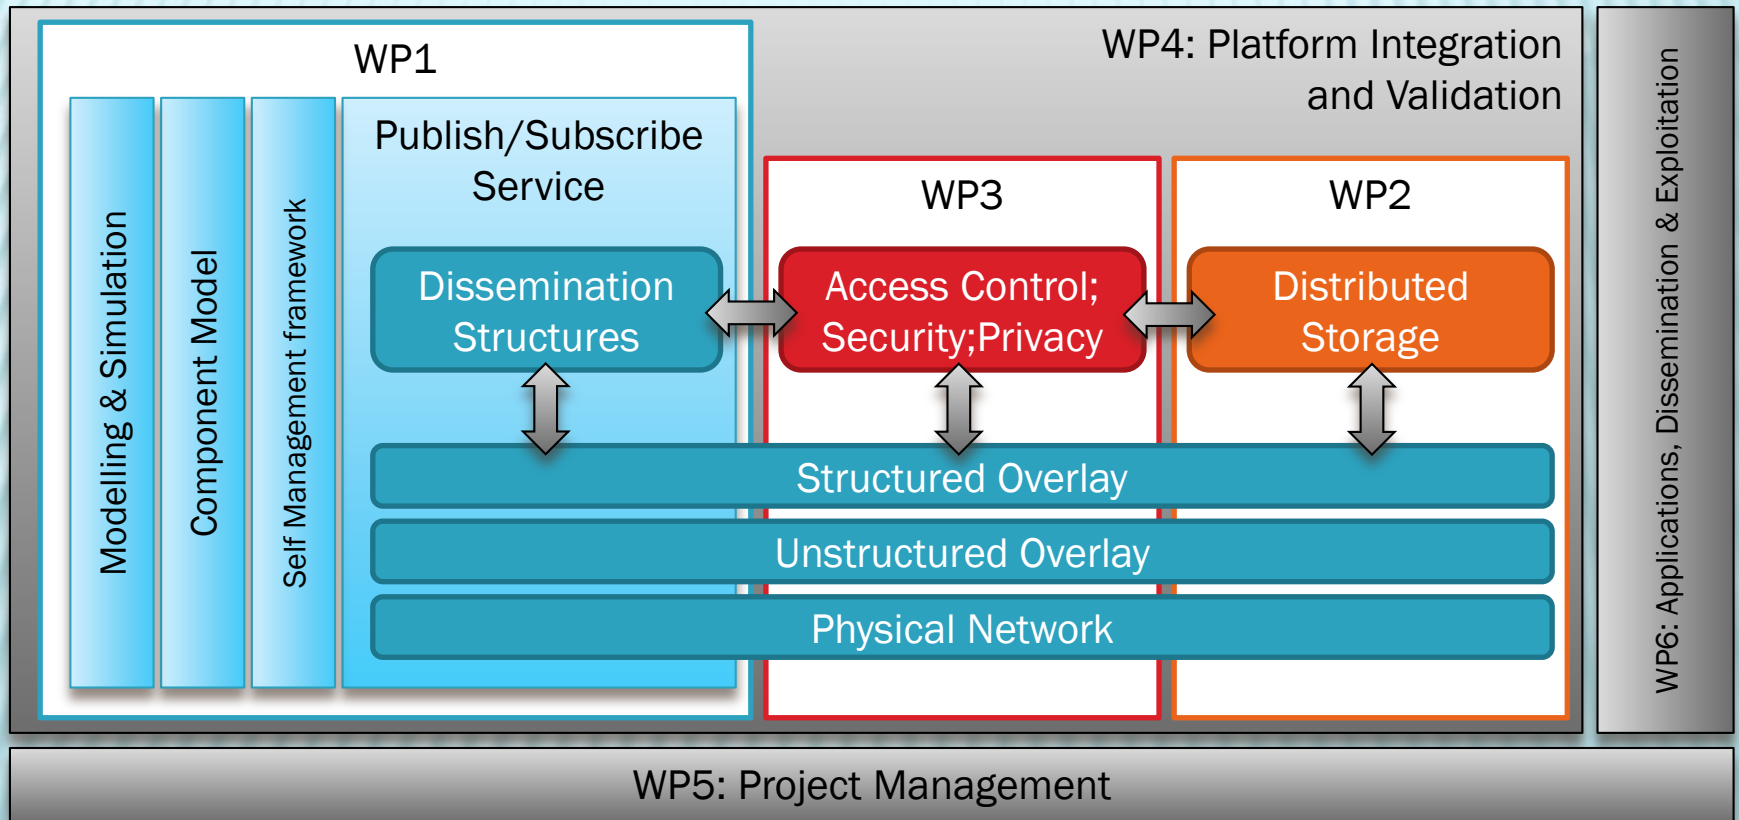 WP1
WP4: Platform Integration
and Validation
Modelling & Simulation
Component Model
Self Management framework
Publish/Subscribe
Service
WP3
WP2
Dissemination
Structures
Access Control;
Security;Privacy
Distributed
Storage
Structured Overlay
Unstructured Overlay
Physical Network
WP6: Applications, Dissemination & Exploitation
WP5: Project Management